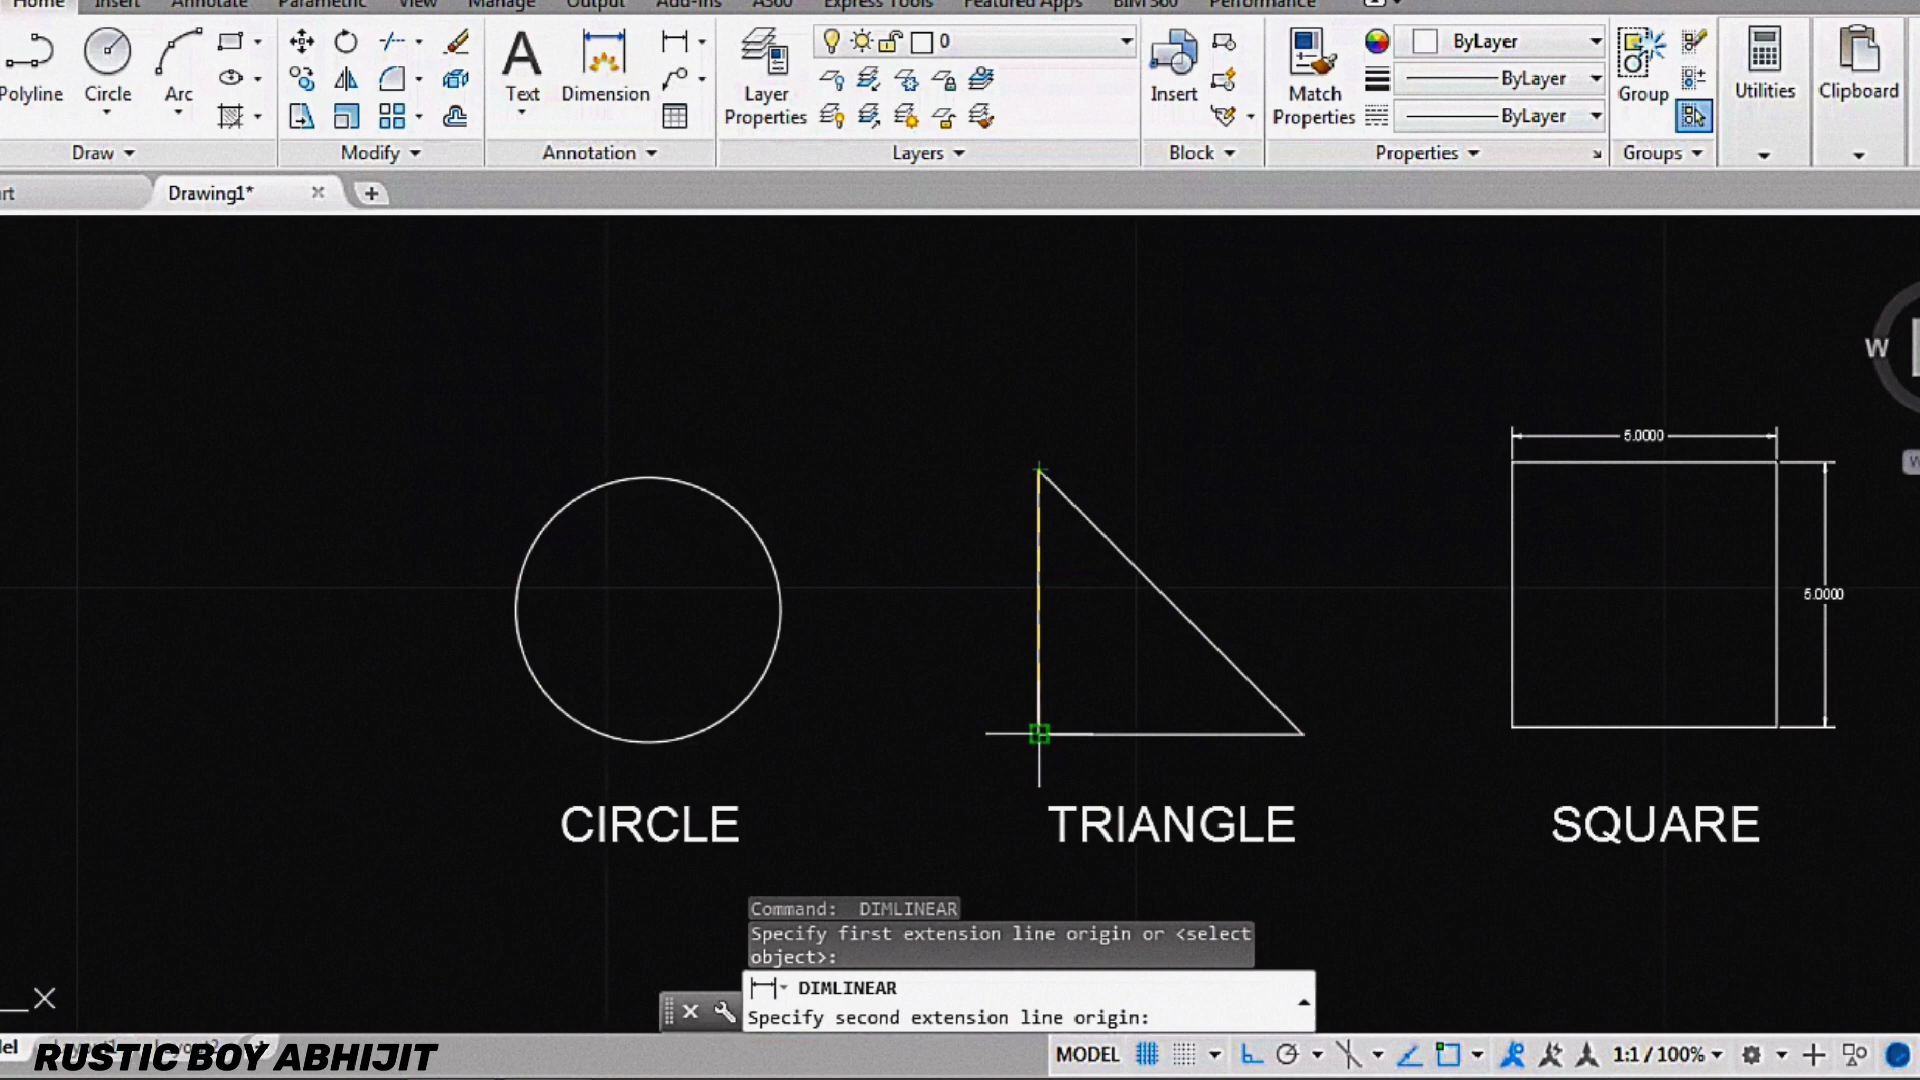 Home Insert Annotate Parametric View Manage Output Add-ins A360 Express Tools Featured Apps BIM 360 Performance
Polyline Circle Arc
Text Dimension
Layer
Properties
0
Insert
Match
Properties
ByLayer
ByLayer
ByLayer
Group
Utilities
Clipboard
Draw Modify Annotation Layers Block Properties Groups
Drawing1*
W
5.0000
5.0000
CIRCLE TRIANGLE SQUARE
Command: DIMLINEAR
Specify first extension line origin or <select
object>:
DIMLINEAR
Specify second extension line origin:
RUSTIC BOY ABHIJIT
MODEL 1:1 / 100%